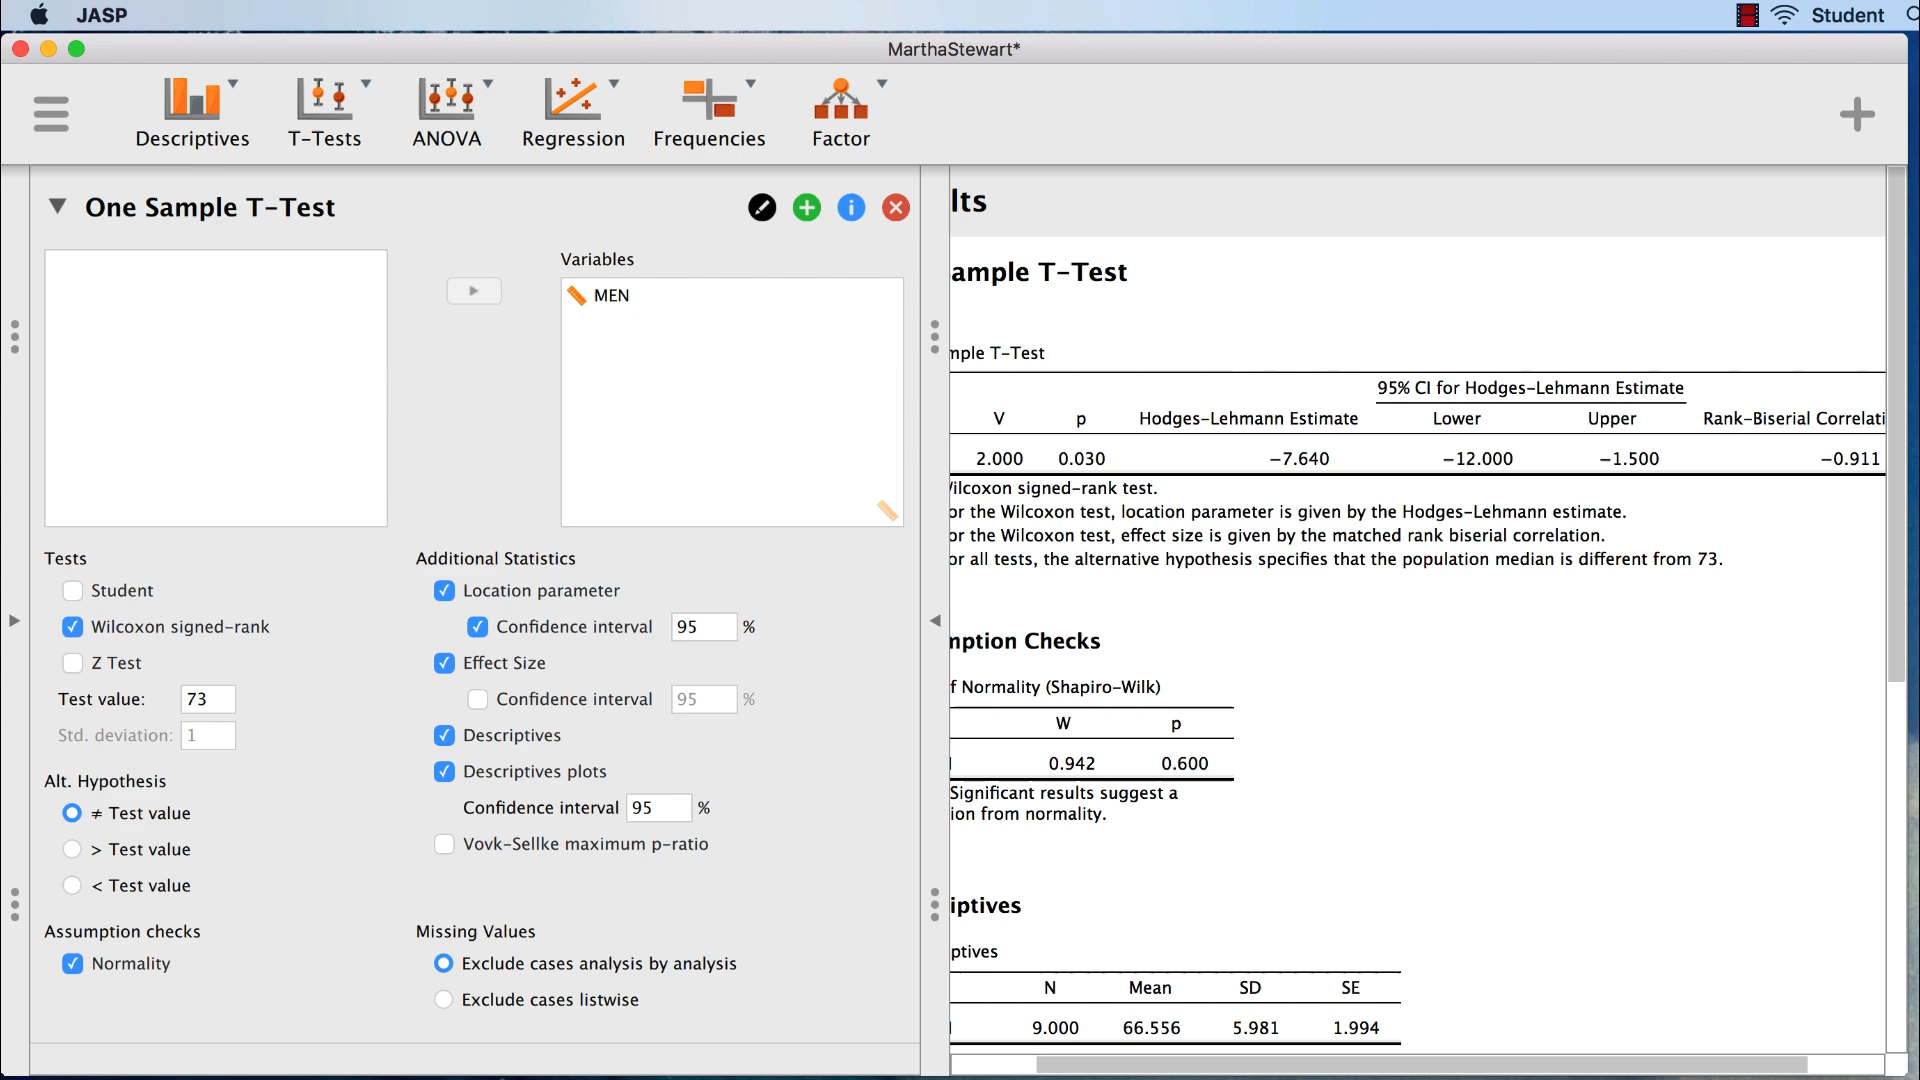 JASP
Student
MarthaStewart*
Descriptives
T-Tests
ANOVA
Regression
Frequencies
Factor
One Sample T-Test
Variables
MEN
Tests
Student
Wilcoxon signed-rank
Z Test
Test value: 73
Std. deviation: 1
Alt. Hypothesis
≠ Test value
> Test value
< Test value
Assumption checks
Normality
Additional Statistics
Location parameter
Confidence interval 95 %
Effect Size
Confidence interval 95 %
Descriptives
Descriptives plots
Confidence interval 95 %
Vovk-Sellke maximum p-ratio
Missing Values
Exclude cases analysis by analysis
Exclude cases listwise
lts
ample T-Test
mple T-Test
95% CI for Hodges-Lehmann Estimate
V p Hodges-Lehmann Estimate Lower Upper Rank-Biserial Correlati
2.000 0.030 -7.640 -12.000 -1.500 -0.911
ilcoxon signed-rank test.
or the Wilcoxon test, location parameter is given by the Hodges-Lehmann estimate.
or the Wilcoxon test, effect size is given by the matched rank biserial correlation.
or all tests, the alternative hypothesis specifies that the population median is different from 73.
mption Checks
f Normality (Shapiro-Wilk)
W p
0.942 0.600
Significant results suggest a
ion from normality.
iptives
ptives
N Mean SD SE
9.000 66.556 5.981 1.994